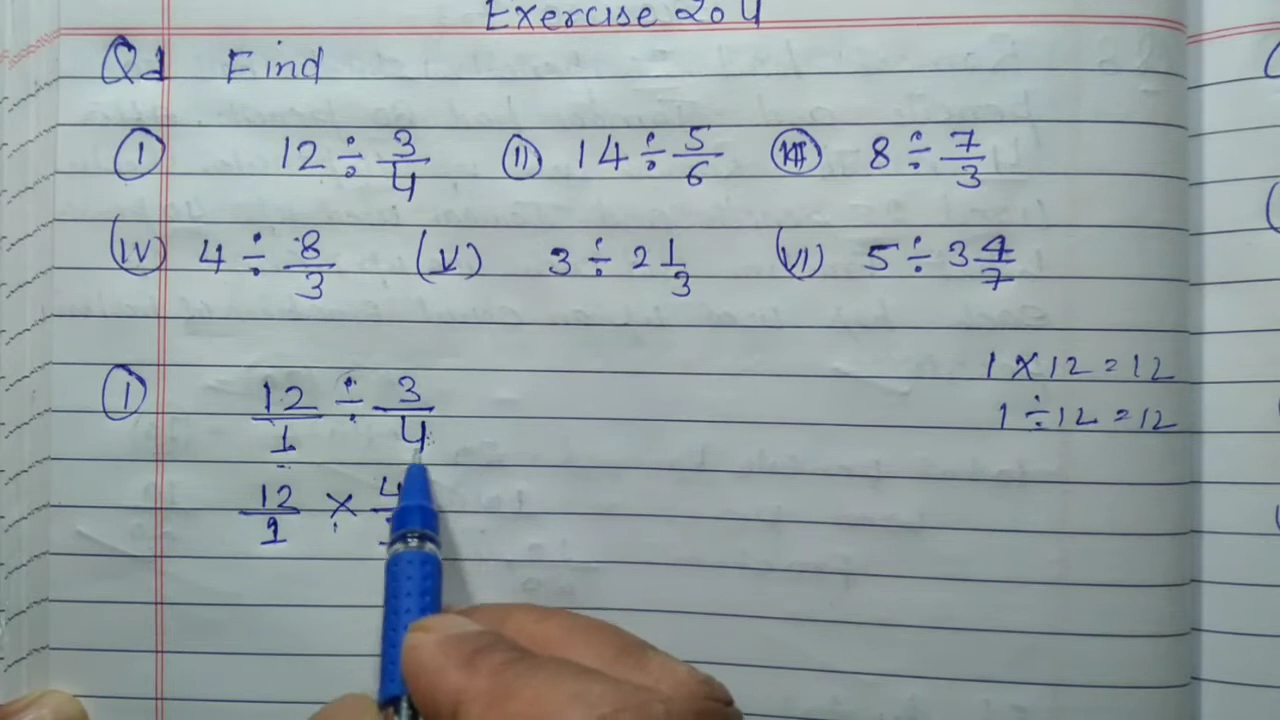 Exercise 2.4
Q1 Find
(I) 12 ÷ 3/4 (II) 14 ÷ 5/6 (III) 8 ÷ 7/3
(IV) 4 ÷ 8/3 (V) 3 ÷ 2 1/3 (VI) 5 ÷ 3 4/7
(I) 12/1 ÷ 3/4
12/1 × 4
1 × 12 = 12
1 ÷ 12 = 12